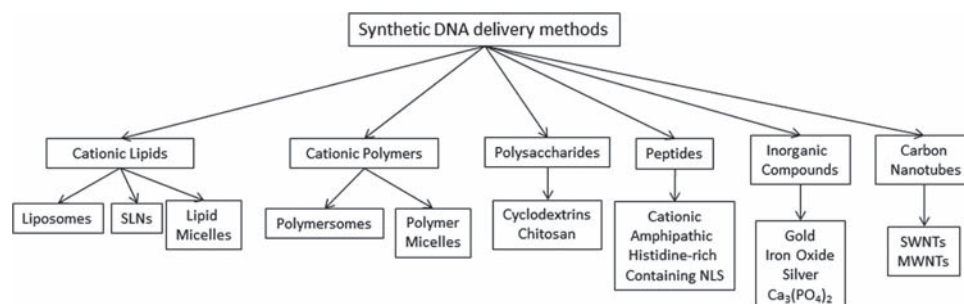 Synthetic DNA delivery methods
Cationic Lipids
Cationic Polymers
Polysaccharides
Peptides
Inorganic
Compounds
Carbon
Nanotubes
Liposomes
SLNs
Lipid
Micelles
Polymersomes
Polymer
Micelles
Cyclodextrins
Chitosan
Cationic
Amphipathic
Histidine-rich
Containing NLS
Gold
Iron Oxide
Silver
Ca₃(PO₄)₂
SWNTs
MWNTs